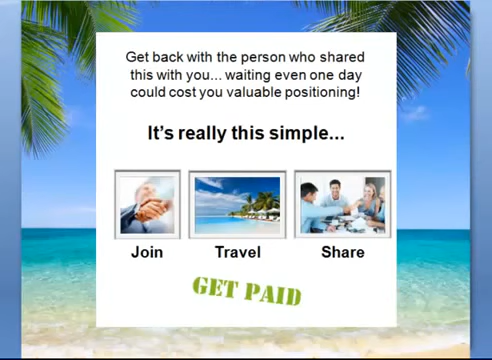 Get back with the person who shared
this with you... waiting even one day
could cost you valuable positioning!
It's really this simple...
Join Travel Share
GET PAID